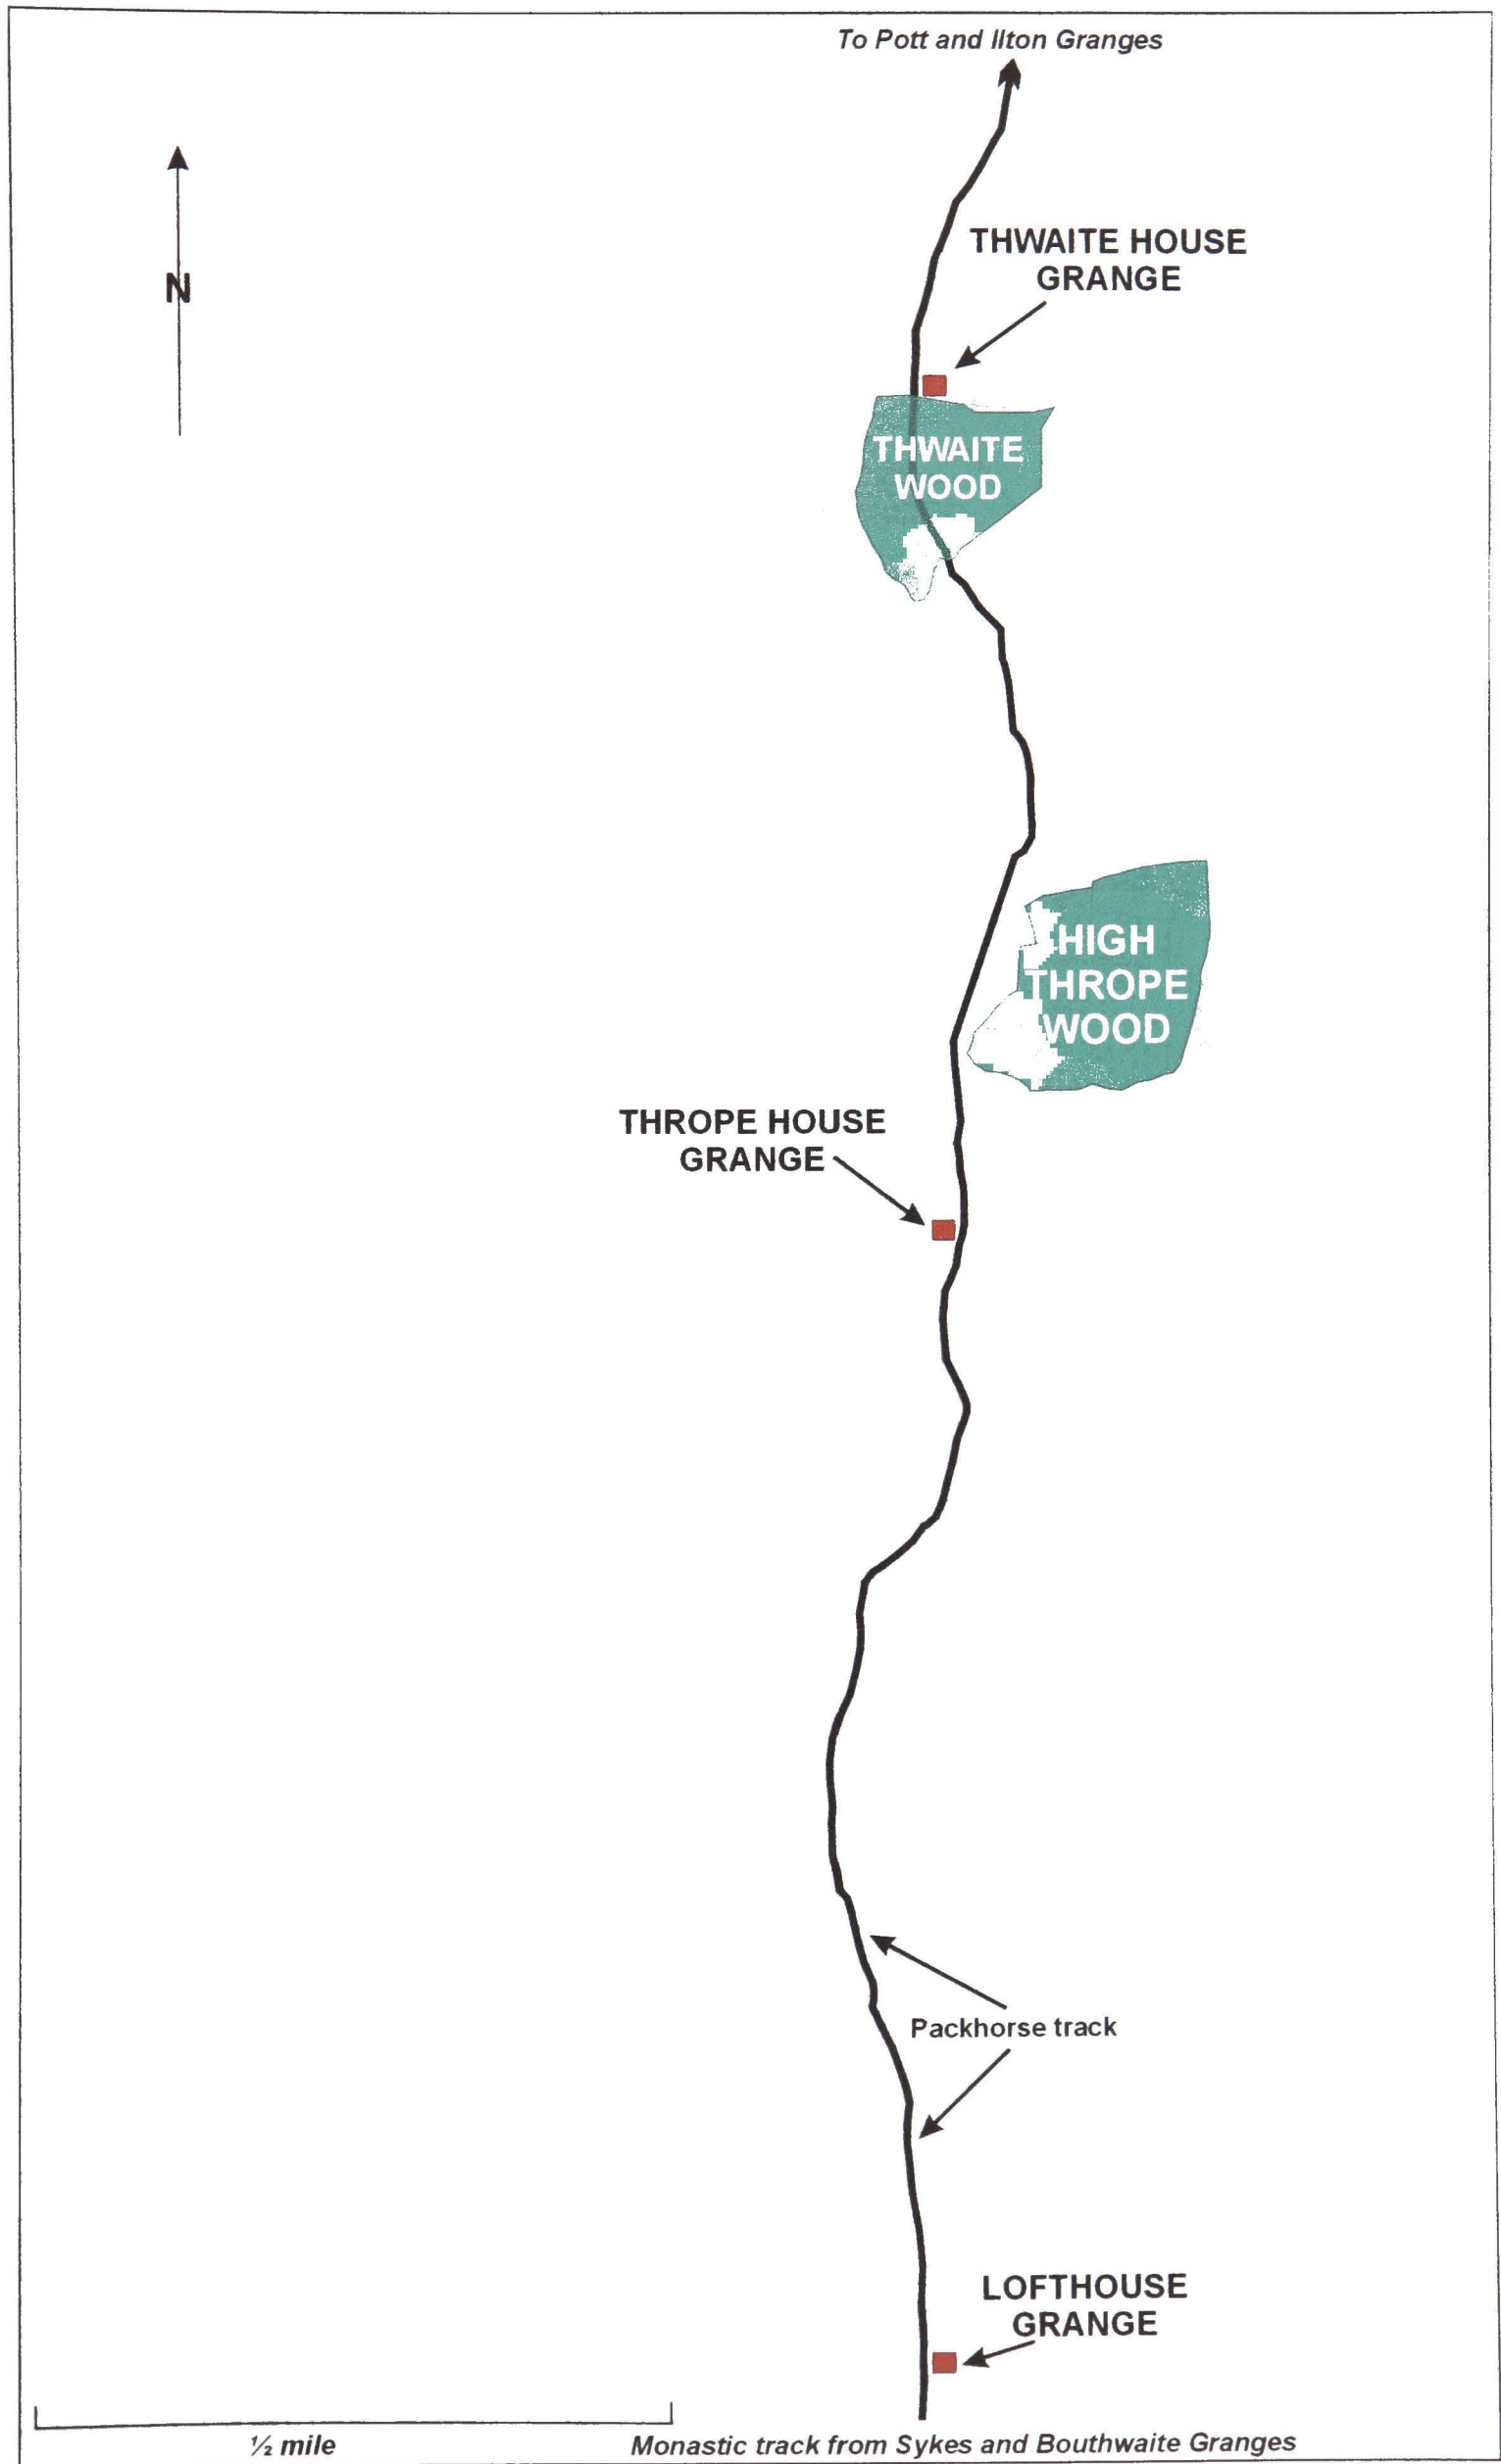 To Pott and Ilton Granges
N
THWAITE HOUSE
GRANGE
THWAITE
WOOD
HIGH
THROPE
WOOD
THROPE HOUSE
GRANGE
Packhorse track
LOFTHOUSE
GRANGE
½ mile
Monastic track from Sykes and Bouthwaite Granges